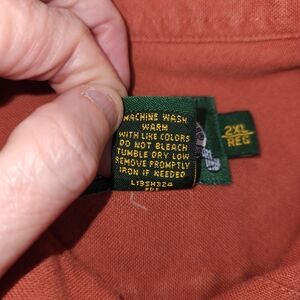 MACHINE WASH
WARM
WITH LIKE COLORS
DO NOT BLEACH
TUMBLE DRY LOW
REMOVE PROMPTLY
IRON IF NEEDED
2XL
REG